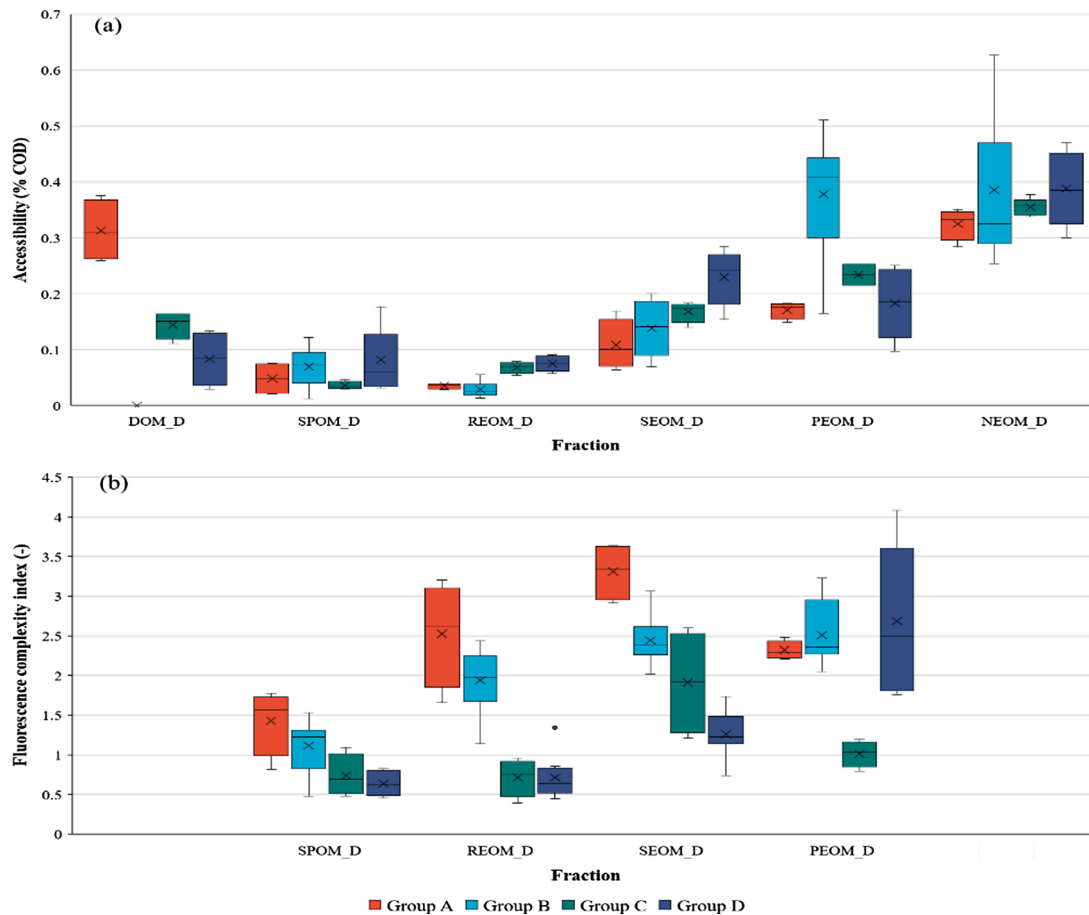 (a)
Accessibility (% COD)
0.7
0.6
0.5
0.4
0.3
0.2
0.1
0
DOM_D SPOM_D REOM_D SEOM_D PEOM_D NEOM_D
Fraction
(b)
Fluorescence complexity index (-)
4.5
4
3.5
3
2.5
2
1.5
1
0.5
0
SPOM_D REOM_D SEOM_D PEOM_D
Fraction
Group A Group B Group C Group D